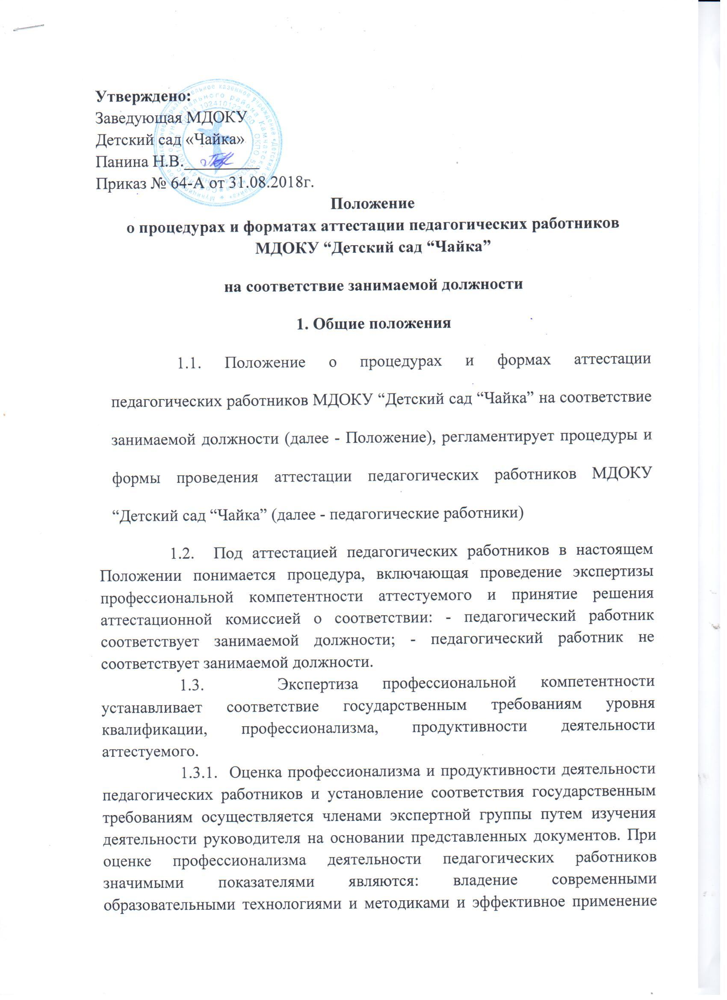 Утверждено:
Заведующая МДОКУ
Детский сад «Чайка»
Панина Н.В.
Приказ № 64-А от 31.08.2018г.
Положение
о процедурах и форматах аттестации педагогических работников
МДОКУ “Детский сад “Чайка”
на соответствие занимаемой должности
1. Общие положения
1.1. Положение о процедурах и формах аттестации
педагогических работников МДОКУ “Детский сад “Чайка” на соответствие
занимаемой должности (далее - Положение), регламентирует процедуры и
формы проведения аттестации педагогических работников МДОКУ
“Детский сад “Чайка” (далее - педагогические работники)
1.2. Под аттестацией педагогических работников в настоящем
Положении понимается процедура, включающая проведение экспертизы
профессиональной компетентности аттестуемого и принятие решения
аттестационной комиссией о соответствии: - педагогический работник
соответствует занимаемой должности; - педагогический работник не
соответствует занимаемой должности.
1.3. Экспертиза профессиональной компетентности
устанавливает соответствие государственным требованиям уровня
квалификации, профессионализма, продуктивности деятельности
аттестуемого.
1.3.1. Оценка профессионализма и продуктивности деятельности
педагогических работников и установление соответствия государственным
требованиям осуществляется членами экспертной группы путем изучения
деятельности руководителя на основании представленных документов. При
оценке профессионализма деятельности педагогических работников
значимыми показателями являются: владение современными
образовательными технологиями и методиками и эффективное применение